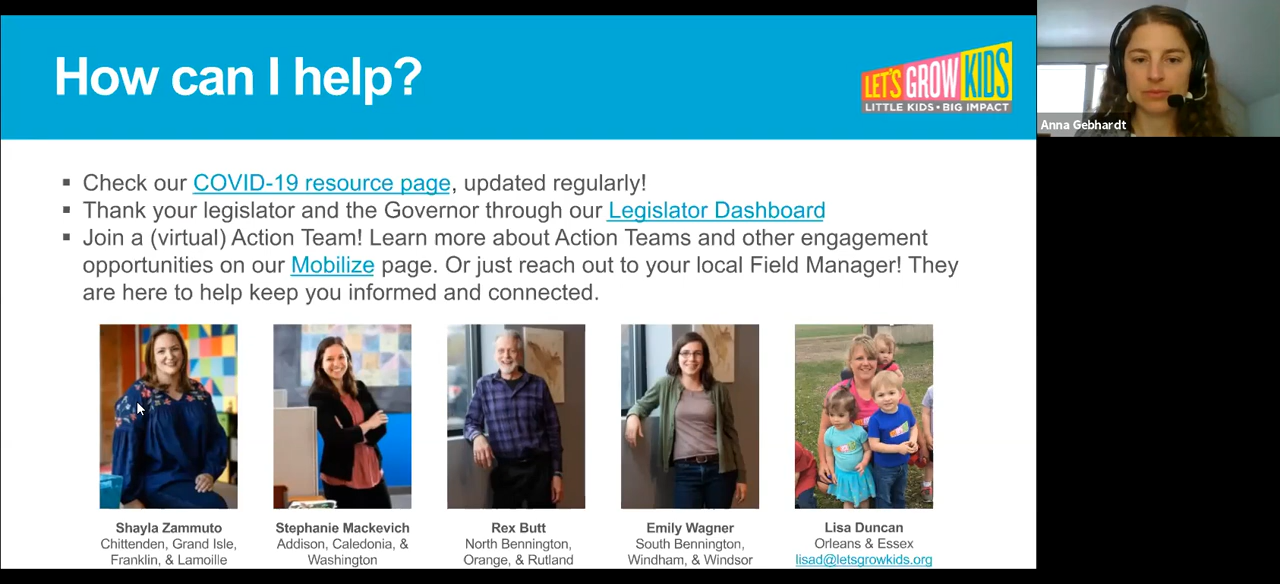 How can I help?
LET'S GROW KIDS
LITTLE KIDS • BIG IMPACT
Anna Gebhardt
▪ Check our COVID-19 resource page, updated regularly!
▪ Thank your legislator and the Governor through our Legislator Dashboard
▪ Join a (virtual) Action Team! Learn more about Action Teams and other engagement
opportunities on our Mobilize page. Or just reach out to your local Field Manager! They
are here to help keep you informed and connected.
Shayla Zammuto
Chittenden, Grand Isle,
Franklin, & Lamoille
Stephanie Mackevich
Addison, Caledonia, &
Washington
Rex Butt
North Bennington,
Orange, & Rutland
Emily Wagner
South Bennington,
Windham, & Windsor
Lisa Duncan
Orleans & Essex
lisad@letsgrowkids.org